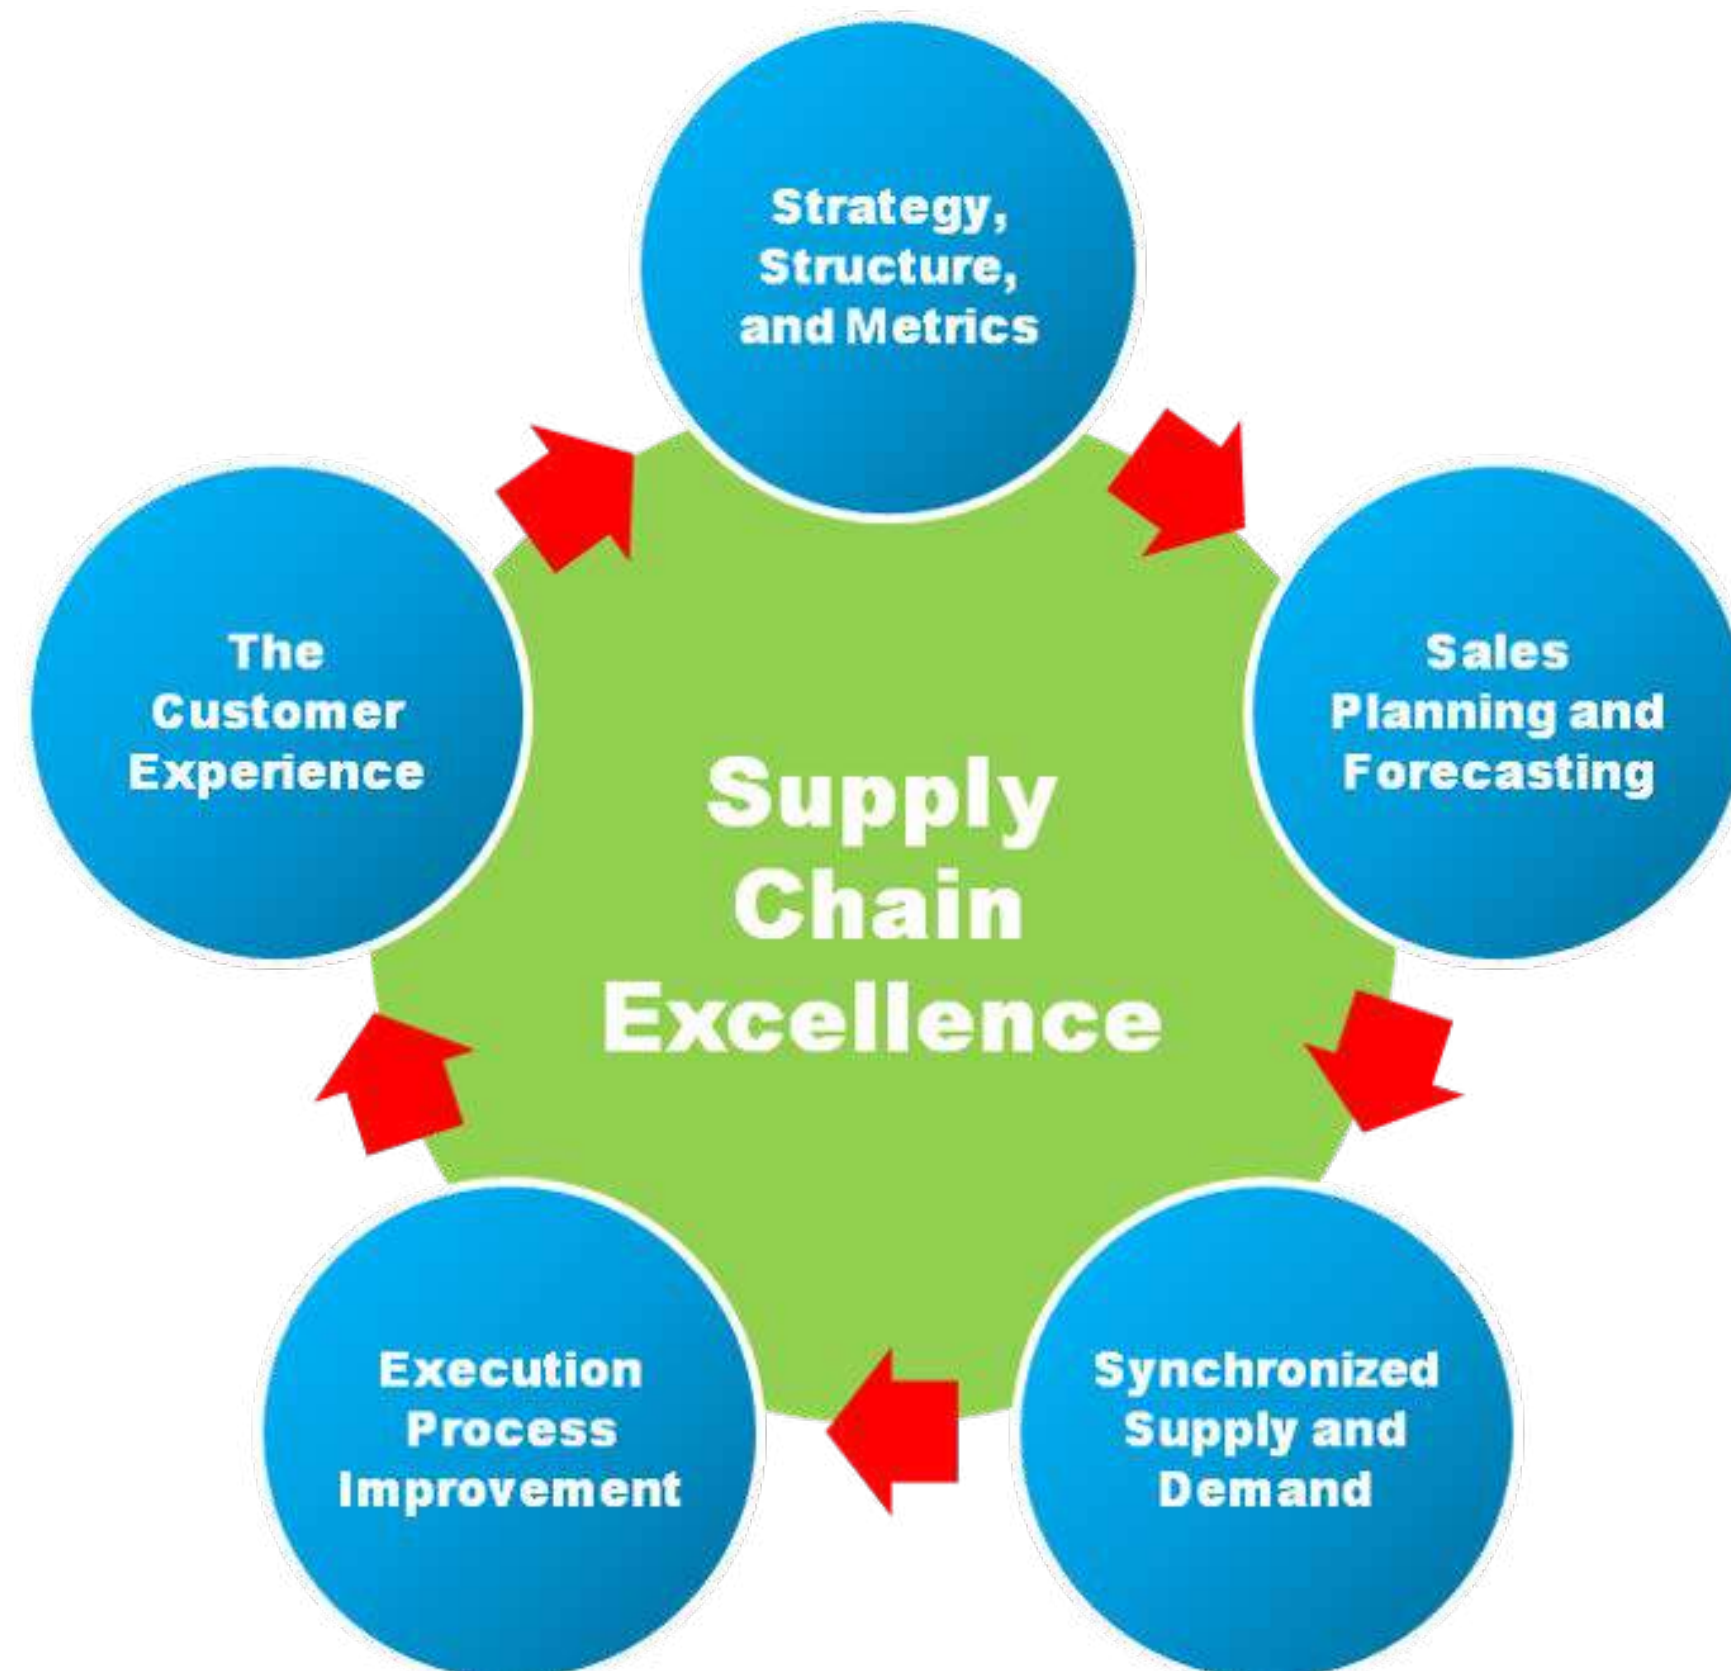 Strategy,
Structure,
and Metrics
Sales
Planning and
Forecasting
Synchronized
Supply and
Demand
Execution
Process
Improvement
The
Customer
Experience
Supply
Chain
Excellence